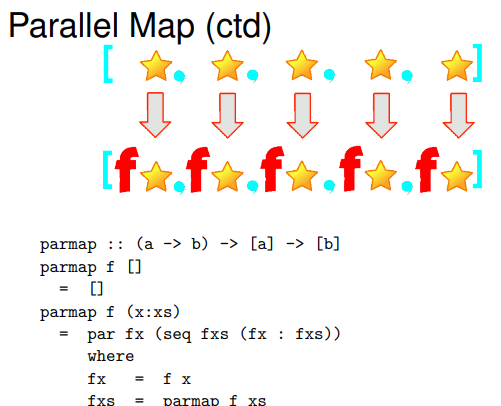 Parallel Map (ctd)
[ , , , , ]
[ f , f , f , f , f ]
parmap :: (a -> b) -> [a] -> [b]
parmap f []
= []
parmap f (x:xs)
= par fx (seq fxs (fx : fxs))
where
fx = f x
fxs = parmap f xs